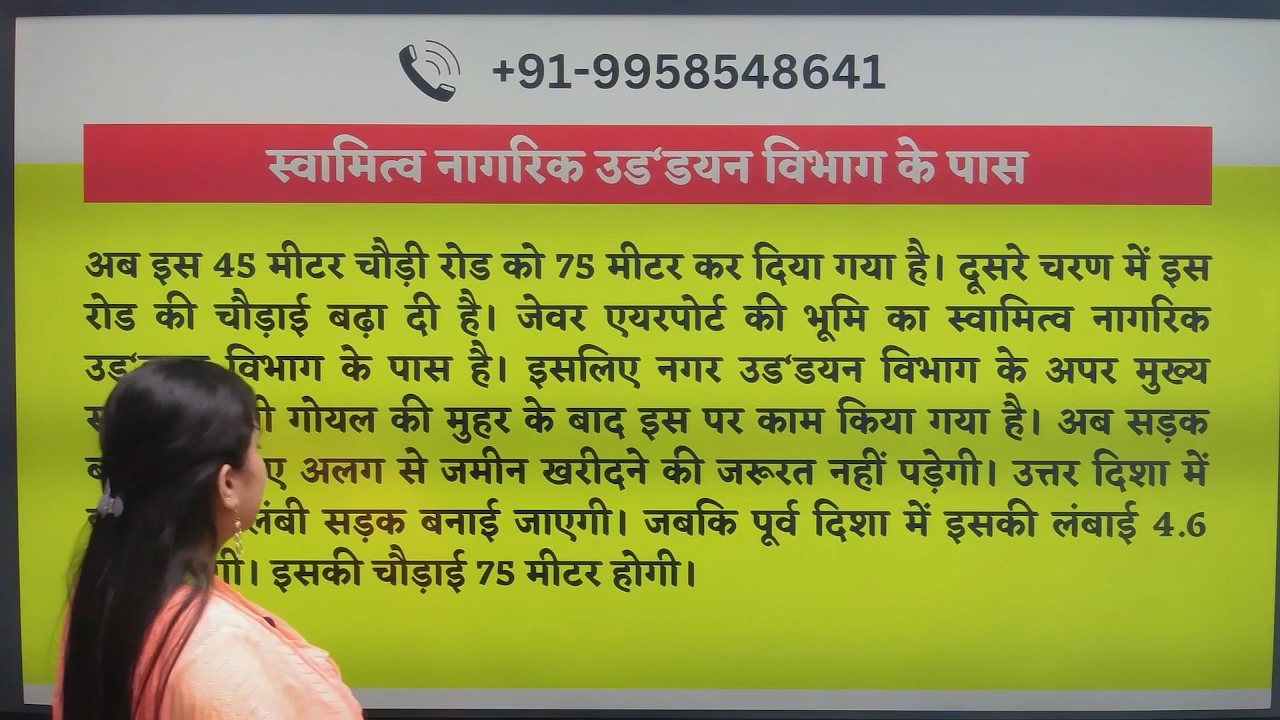 +91-9958548641
स्वामित्व नागरिक उड‘डयन विभाग के पास
अब इस 45 मीटर चौड़ी रोड को 75 मीटर कर दिया गया है। दूसरे चरण में इस
रोड की चौड़ाई बढ़ा दी है। जेवर एयरपोर्ट की भूमि का स्वामित्व नागरिक
विभाग के पास है। इसलिए नगर उड‘डयन विभाग के अपर मुख्य
गोयल की मुहर के बाद इस पर काम किया गया है। अब सड़क
अलग से जमीन खरीदने की जरूरत नहीं पड़ेगी। उत्तर दिशा में
लंबी सड़क बनाई जाएगी। जबकि पूर्व दिशा में इसकी लंबाई 4.6
इसकी चौड़ाई 75 मीटर होगी।